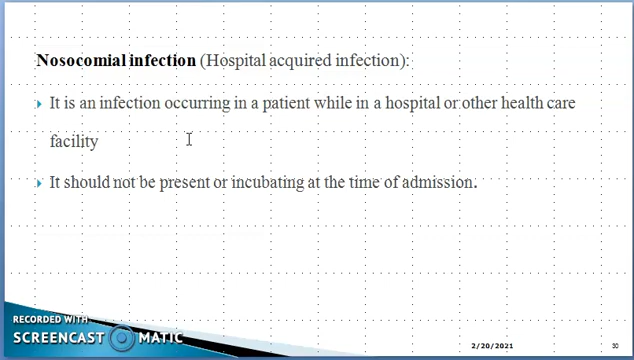 Nosocomial infection (Hospital acquired infection):
It is an infection occurring in a patient while in a hospital or other health care
facility
It should not be present or incubating at the time of admission.
RECORDED WITH
SCREENCAST MATIC
2/20/2021
30